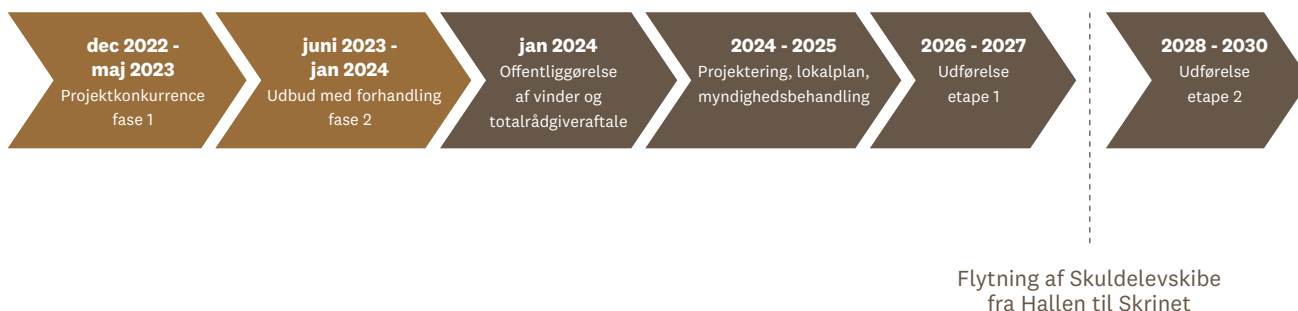 dec 2022 -
maj 2023
Projektkonkurrence
fase 1
juni 2023 -
jan 2024
Udbud med forhandling
fase 2
jan 2024
Offentliggørelse
af vinder og
totalrådgiveraftale
2024 - 2025
Projektering, lokalplan,
myndighedsbehandling
2026 - 2027
Udførelse
etape 1
2028 - 2030
Udførelse
etape 2
Flytning af Skuldelevskibe
fra Hallen til Skrinet